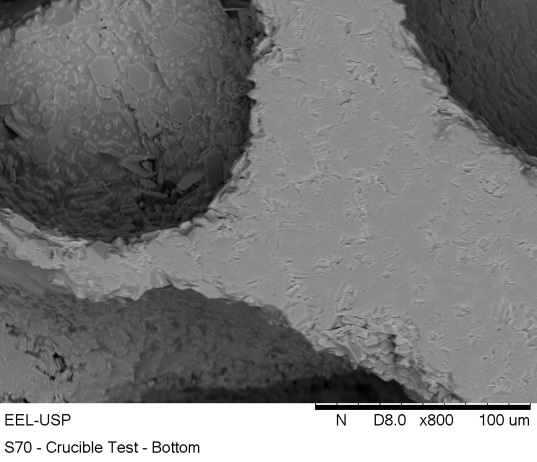 EEL-USP N D8.0 x800 100 um
S70 - Crucible Test - Bottom